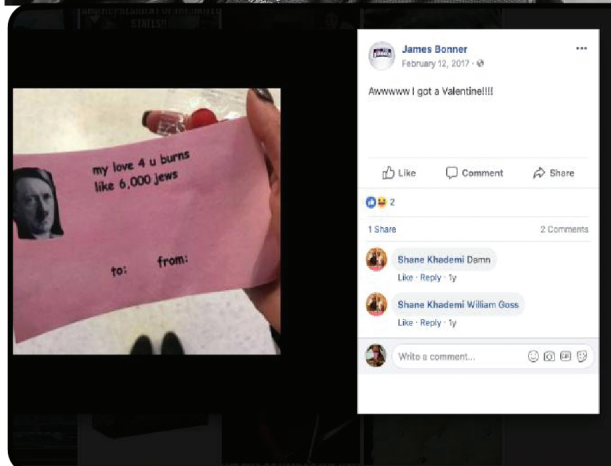 STATES!!
my love 4 u burns
like 6,000 jews
to: from:
James Bonner
February 12, 2017
Awwwww I got a Valentine!!!!
Like Comment Share
2
1 Share 2 Comments
Shane Khademi Damn
Like · Reply · 1y
Shane Khademi William Goss
Like · Reply · 1y
Write a comment...
GIF